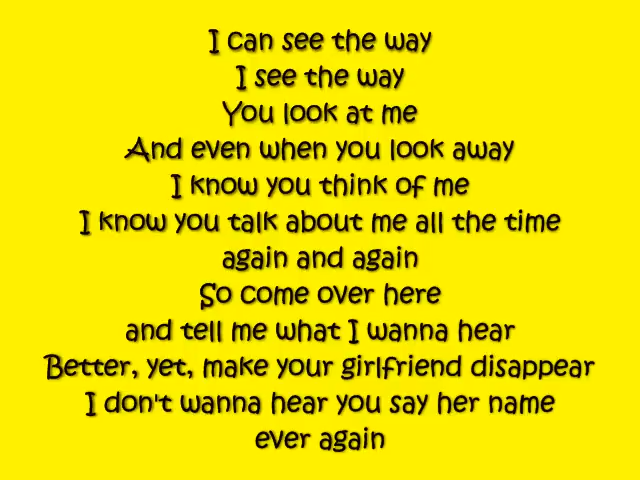 I can see the way
I see the way
You look at me
And even when you look away
I know you think of me
I know you talk about me all the time
again and again
So come over here
and tell me what I wanna hear
Better, yet, make your girlfriend disappear
I don't wanna hear you say her name
ever again